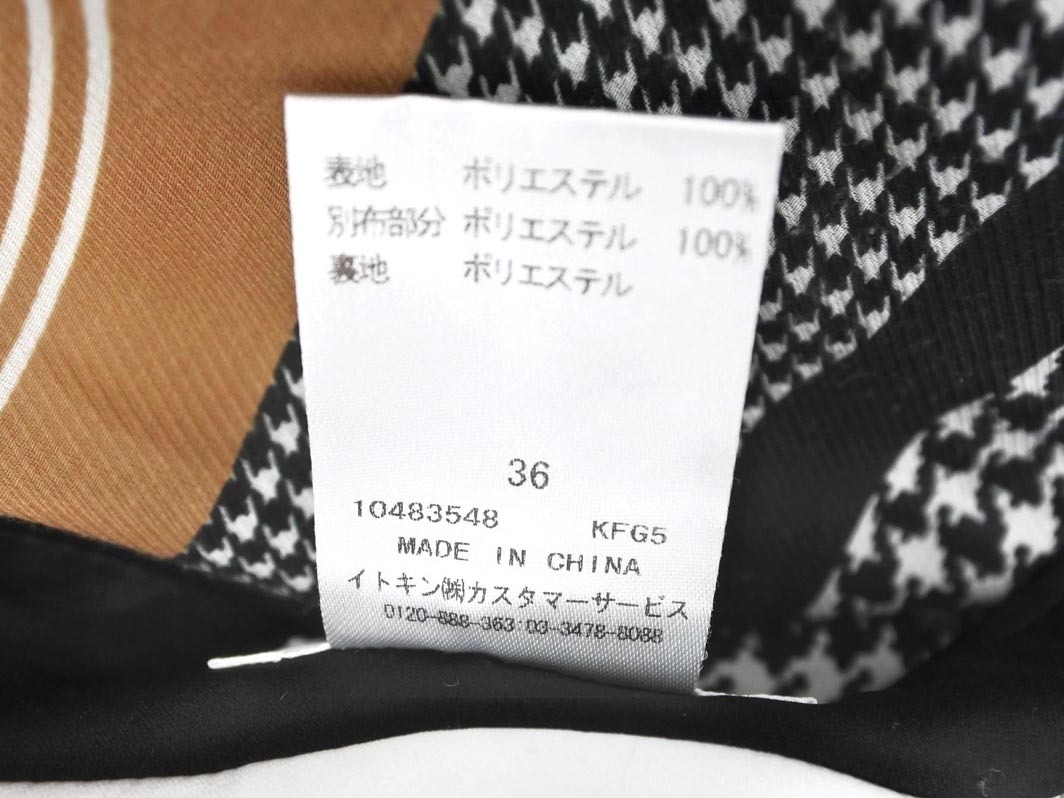 表地 ポリエステル 100%
別布部分 ポリエステル 100%
裏地 ポリエステル
36
10483548 KFG5
MADE IN CHINA
イトキン㈱カスタマーサービス
0120-888-363:03-3478-8088